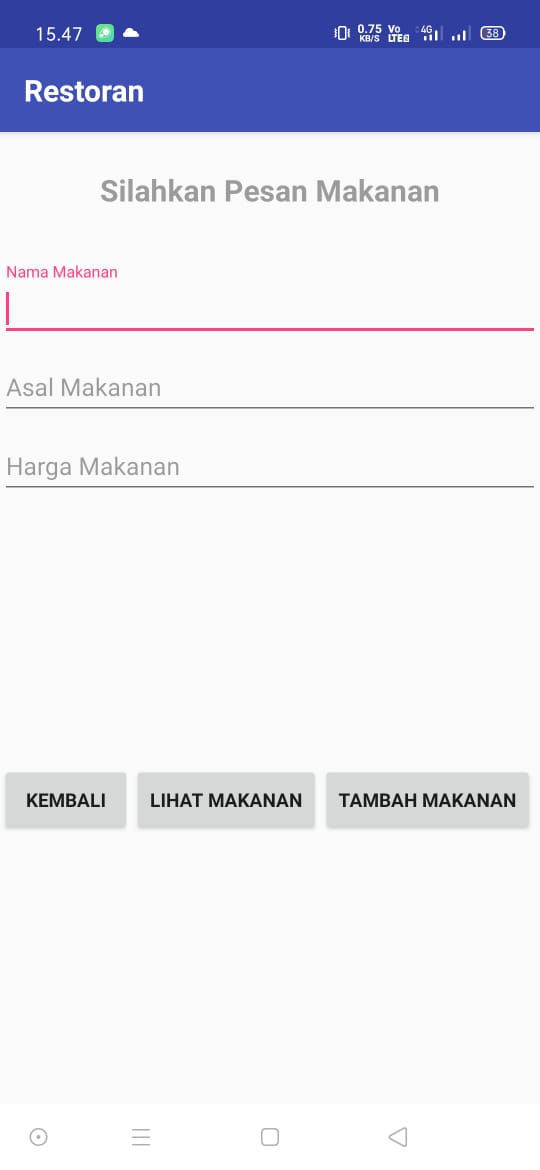 15.47 0.75 KB/S Vo LTE 4G 38
Restoran
Silahkan Pesan Makanan
Nama Makanan
Asal Makanan
Harga Makanan
KEMBALI LIHAT MAKANAN TAMBAH MAKANAN